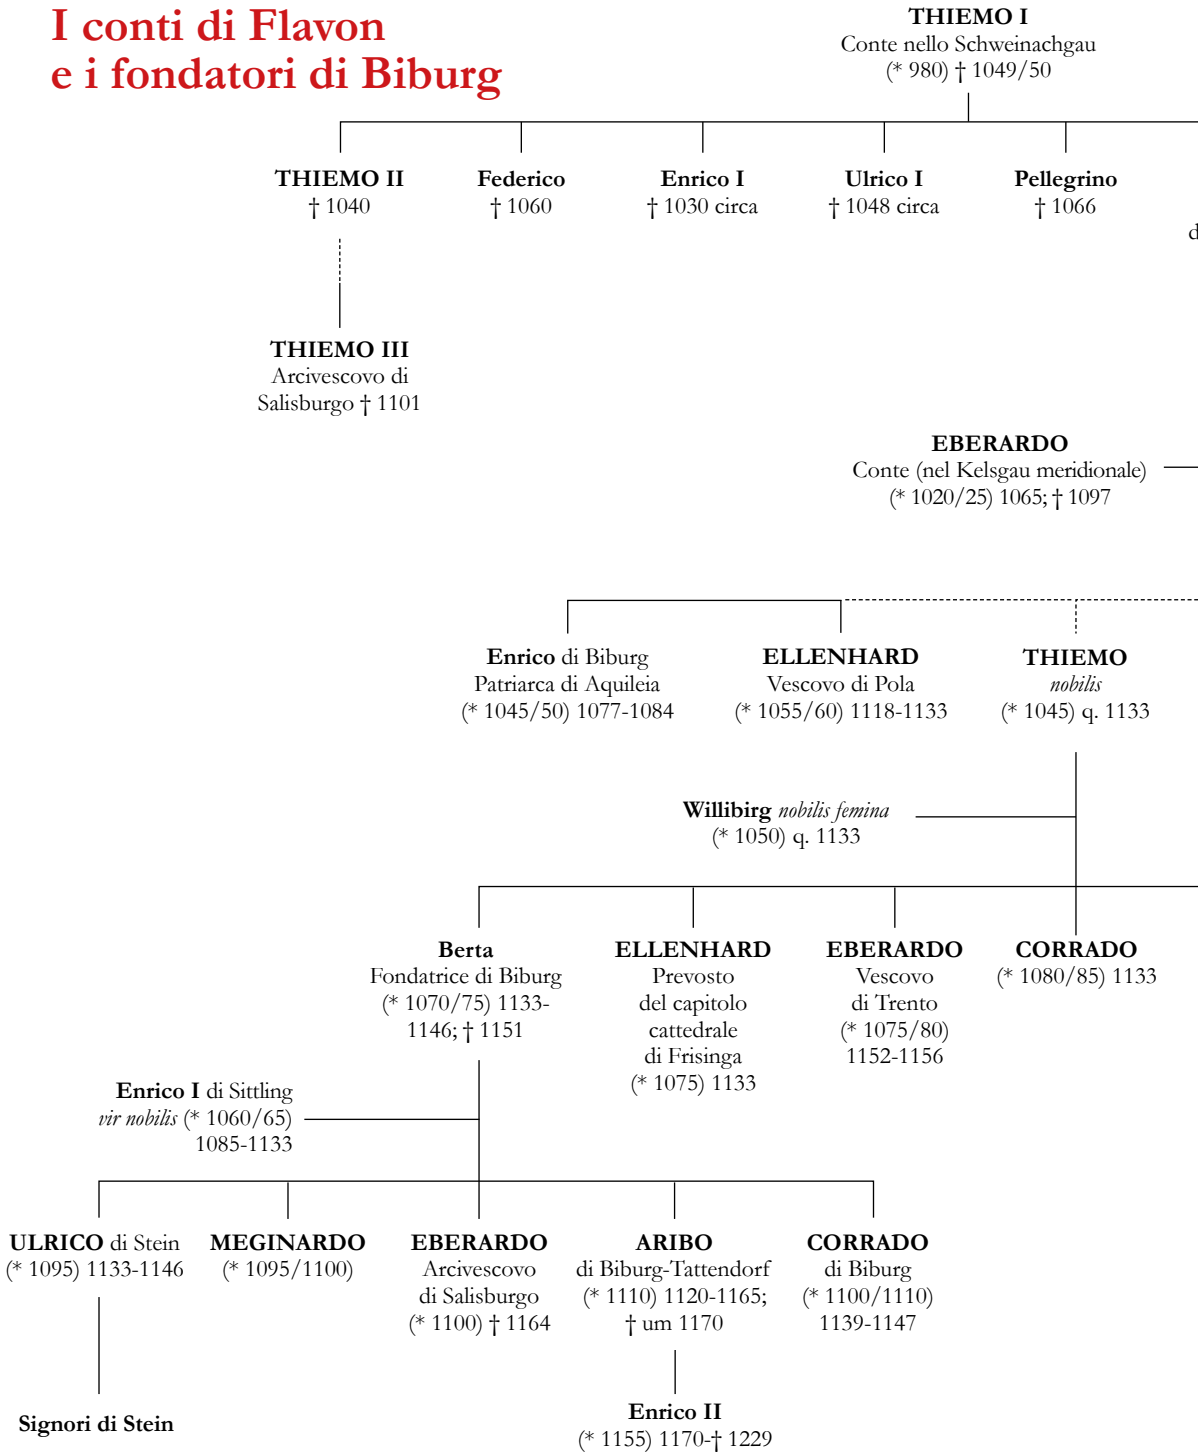 I conti di Flavon
e i fondatori di Biburg
THIEMO I
Conte nello Schweinachgau
(* 980) † 1049/50
THIEMO II
† 1040
Federico
† 1060
Enrico I
† 1030 circa
Ulrico I
† 1048 circa
Pellegrino
† 1066
d
THIEMO III
Arcivescovo di
Salisburgo † 1101
EBERARDO
Conte (nel Kelsgau meridionale)
(* 1020/25) 1065; † 1097
Enrico di Biburg
Patriarca di Aquileia
(* 1045/50) 1077-1084
ELLENHARD
Vescovo di Pola
(* 1055/60) 1118-1133
THIEMO
nobilis
(* 1045) q. 1133
Willibirg nobilis femina
(* 1050) q. 1133
Berta
Fondatrice di Biburg
(* 1070/75) 1133-
1146; † 1151
ELLENHARD
Prevosto
del capitolo
cattedrale
di Frisinga
(* 1075) 1133
EBERARDO
Vescovo
di Trento
(* 1075/80)
1152-1156
CORRADO
(* 1080/85) 1133
Enrico I di Sittling
vir nobilis (* 1060/65)
1085-1133
ULRICO di Stein
(* 1095) 1133-1146
MEGINARDO
(* 1095/1100)
EBERARDO
Arcivescovo
di Salisburgo
(* 1100) † 1164
ARIBO
di Biburg-Tattendorf
(* 1110) 1120-1165;
† um 1170
CORRADO
di Biburg
(* 1100/1110)
1139-1147
Signori di Stein
Enrico II
(* 1155) 1170-† 1229